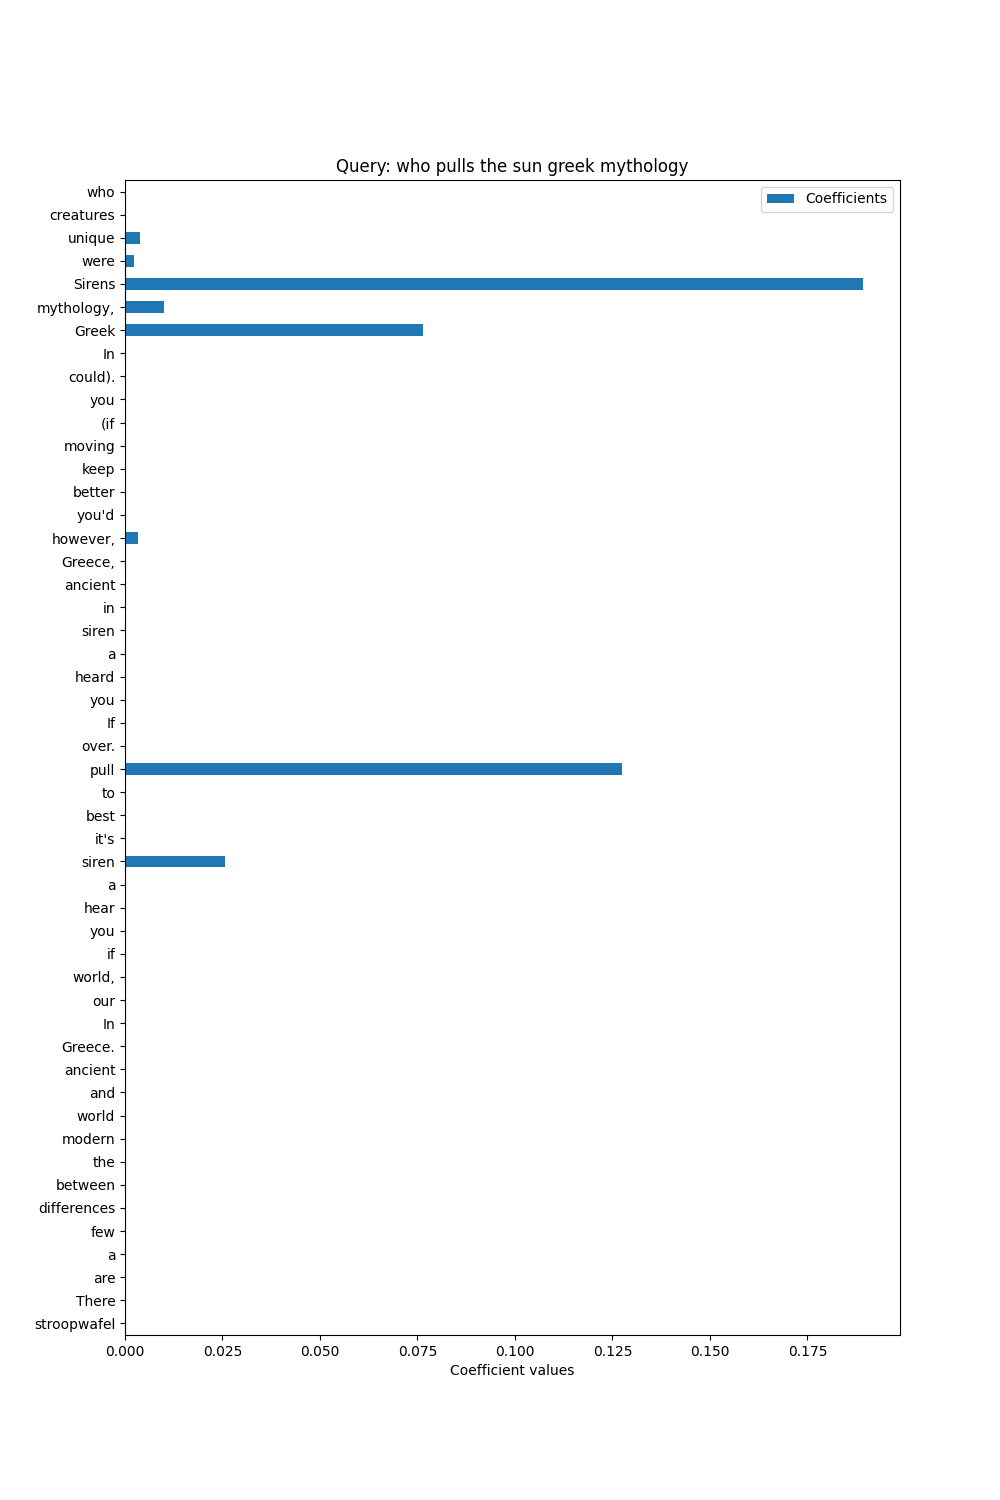 Query: who pulls the sun greek mythology
Coefficients
who
creatures
unique
were
Sirens
mythology,
Greek
In
could).
you
(if
moving
keep
better
you'd
however,
Greece,
ancient
in
siren
a
heard
you
If
over.
pull
to
best
it's
siren
a
hear
you
if
world,
our
In
Greece.
ancient
and
world
modern
the
between
differences
few
a
are
There
stroopwafel
0.000 0.025 0.050 0.075 0.100 0.125 0.150 0.175
Coefficient values